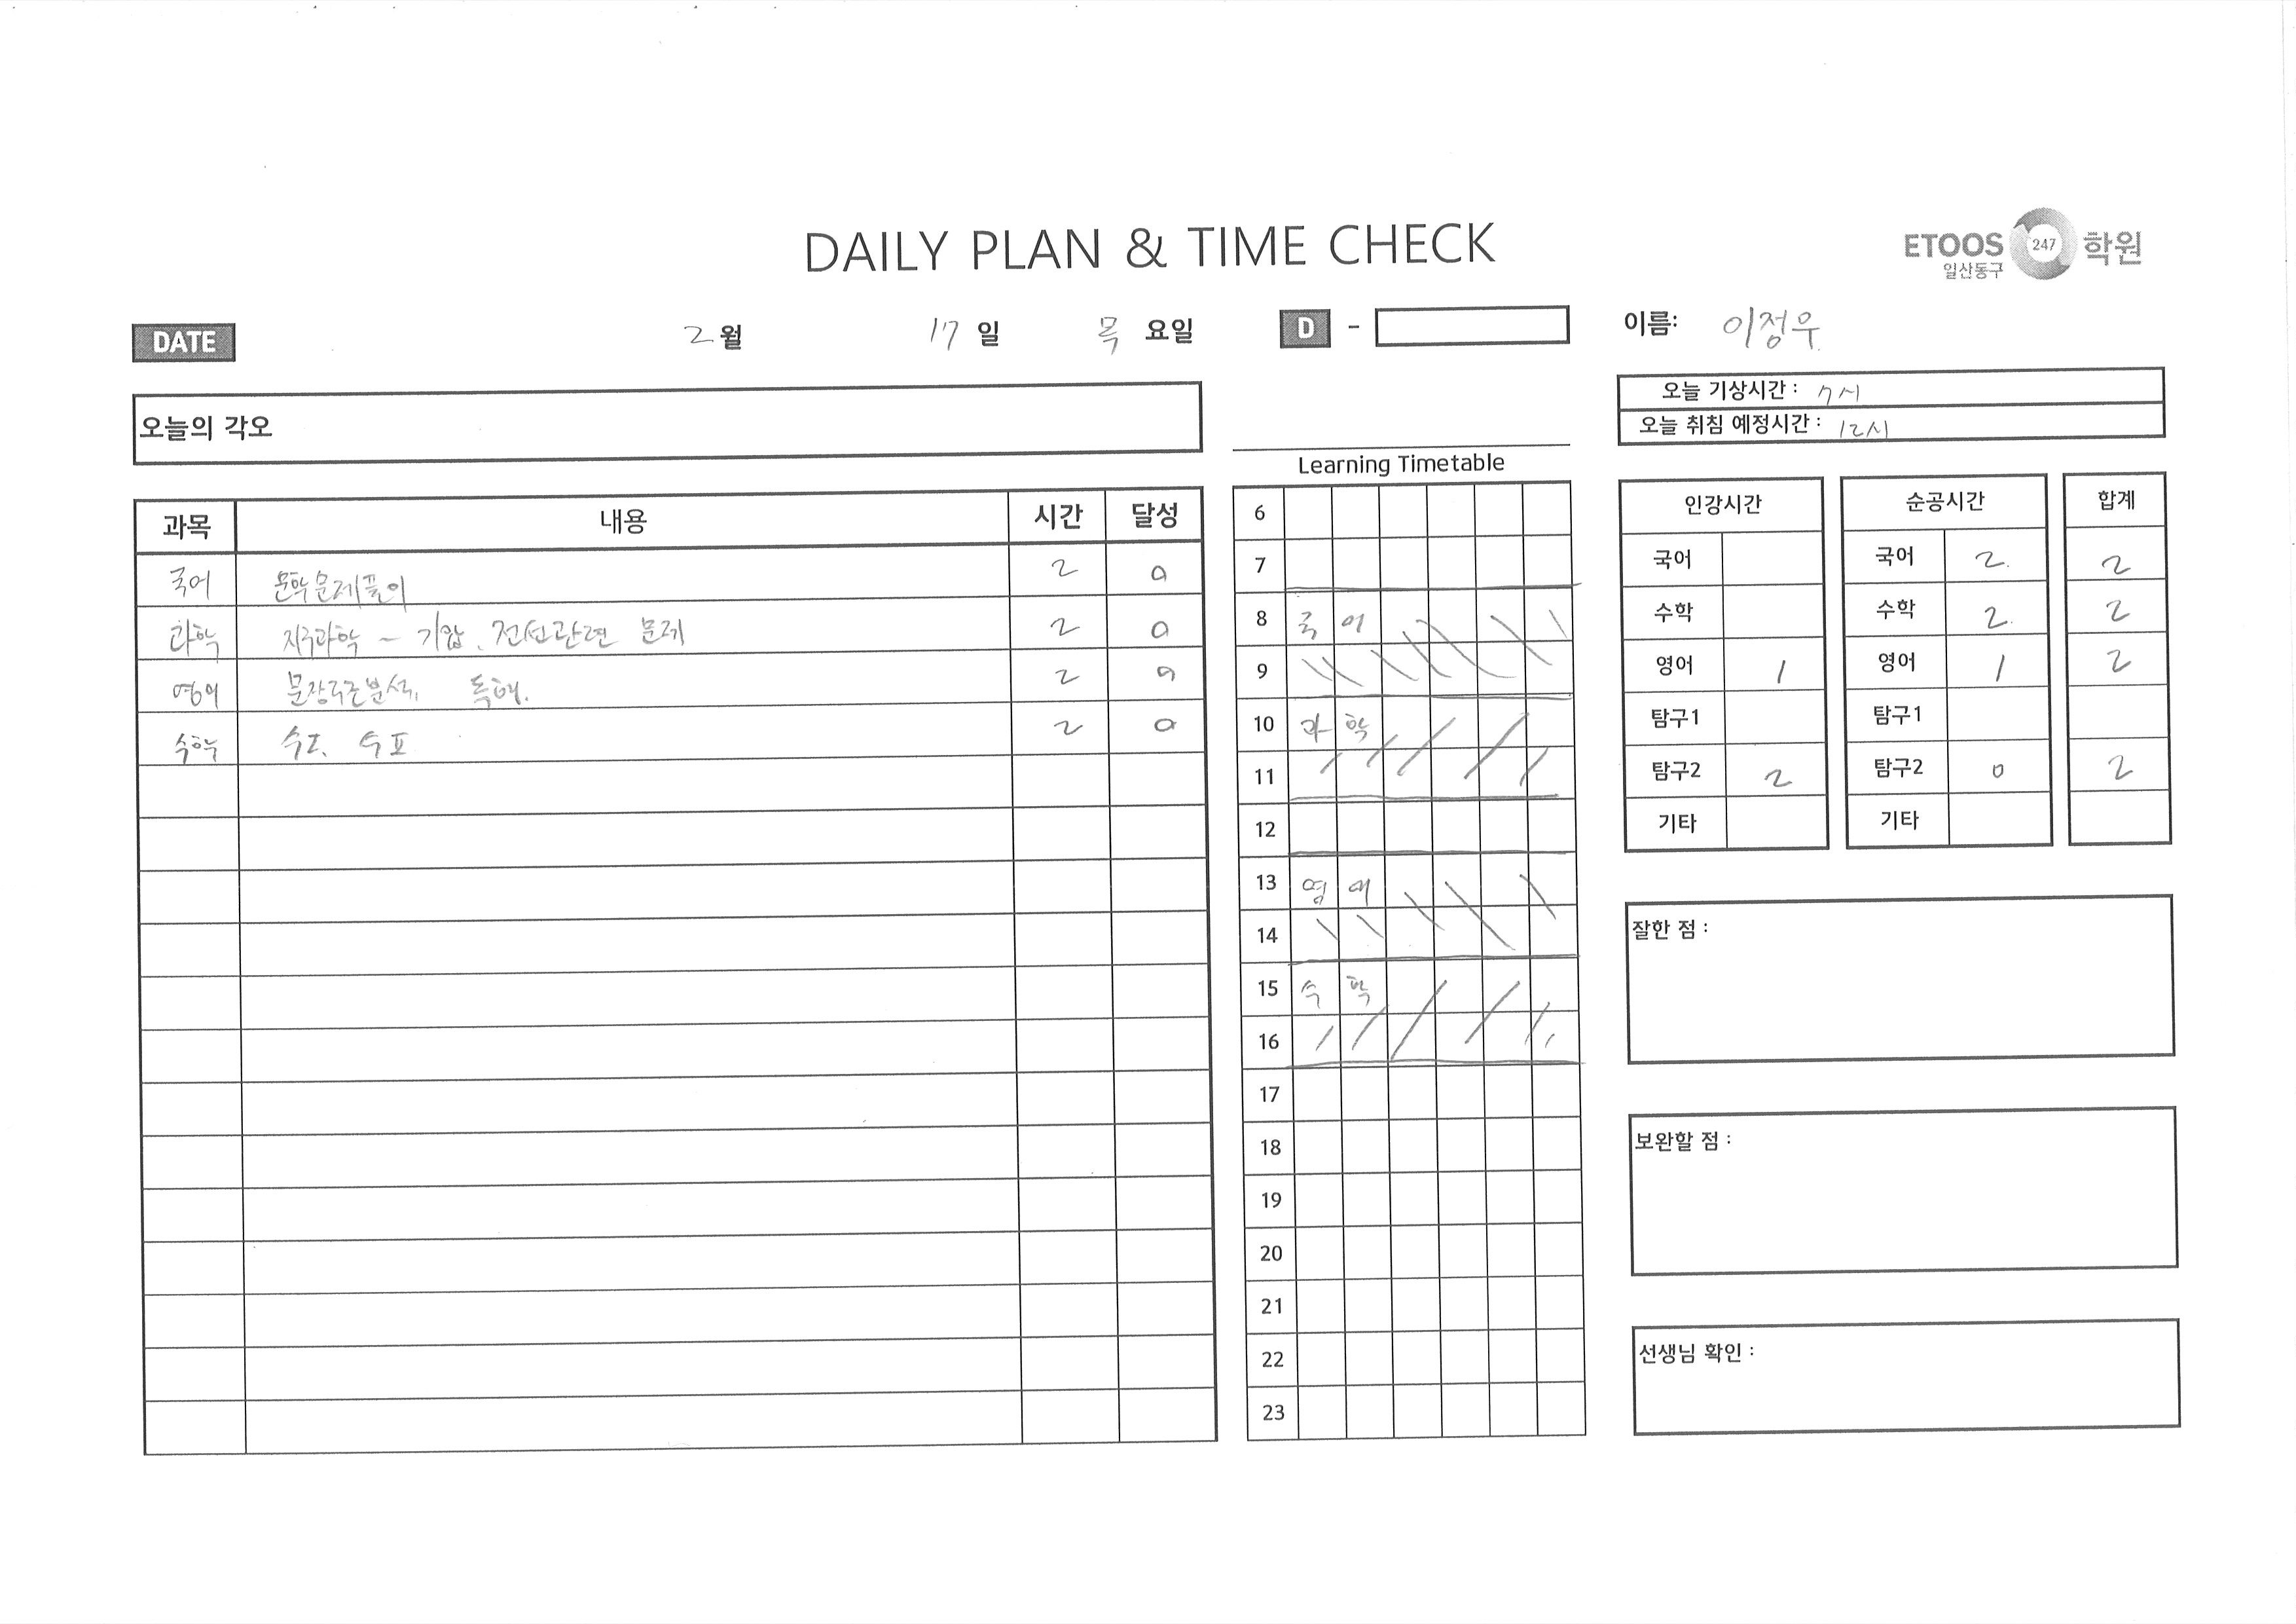 DAILY PLAN & TIME CHECK
ETOOS 247 학원
일산동구
DATE 2월 17일 목요일 D - 이름: 이정우
오늘의 각오
오늘 기상시간 : 7시
오늘 취침 예정시간 : 12시
과목 내용 시간 달성
국어 문학문제풀이 2 o
과학 지구과학 ~ 기압, 전선관련 문제 2 o
영어 문장구조분석, 독해. 2 o
수학 수I, 수II 2 o
Learning Timetable
6
7
8 국어
9
10 과학
11
12
13 영어
14
15 수학
16
17
18
19
20
21
22
23
인강시간 순공시간 합계
국어 국어 2 2
수학 수학 2 2
영어 1 영어 1 2
탐구1 탐구1
탐구2 2 탐구2 0 2
기타 기타
잘한 점 :
보완할 점 :
선생님 확인 :